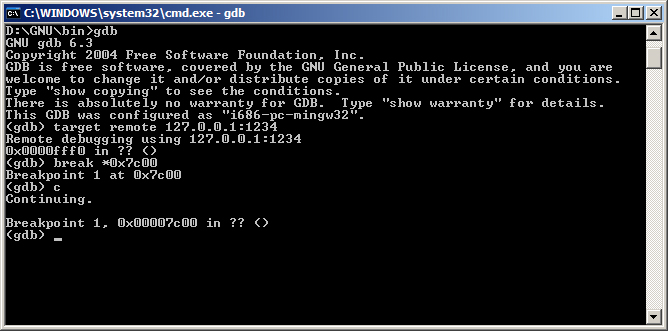 C:\WINDOWS\system32\cmd.exe - gdb
D:\GNU\bin>gdb
GNU gdb 6.3
Copyright 2004 Free Software Foundation, Inc.
GDB is free software, covered by the GNU General Public License, and you are
welcome to change it and/or distribute copies of it under certain conditions.
Type "show copying" to see the conditions.
There is absolutely no warranty for GDB.  Type "show warranty" for details.
This GDB was configured as "i686-pc-mingw32".
(gdb) target remote 127.0.0.1:1234
Remote debugging using 127.0.0.1:1234
0x0000fff0 in ?? ()
(gdb) break *0x7c00
Breakpoint 1 at 0x7c00
(gdb) c
Continuing.
Breakpoint 1, 0x00007c00 in ?? ()
(gdb) _